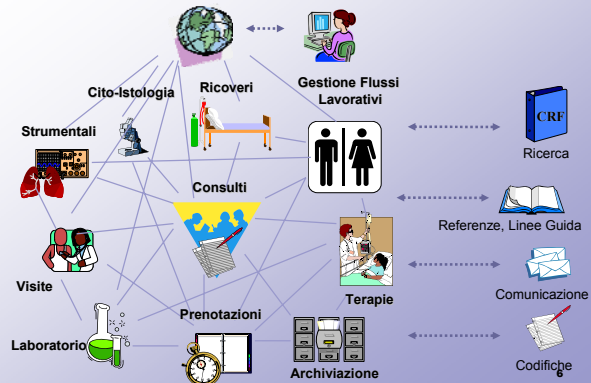 Gestione Flussi
Lavorativi
Cito-Istologia
Ricoveri
Strumentali
CRF
Ricerca
Consulti
Referenze, Linee Guida
Visite
Terapie
Comunicazione
Prenotazioni
Laboratorio
Archiviazione
Codifiche
6